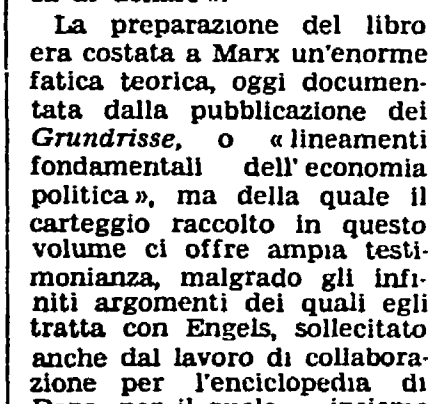 La preparazione del libro
era costata a Marx un'enorme
fatica teorica, oggi documen-
tata dalla pubblicazione dei
Grundrisse, o «lineamenti
fondamentali dell'economia
politica», ma della quale il
carteggio raccolto in questo
volume ci offre ampia testi-
monianza, malgrado gli infi-
niti argomenti dei quali egli
tratta con Engels, sollecitato
anche dal lavoro di collabora-
zione per l'enciclopedia di